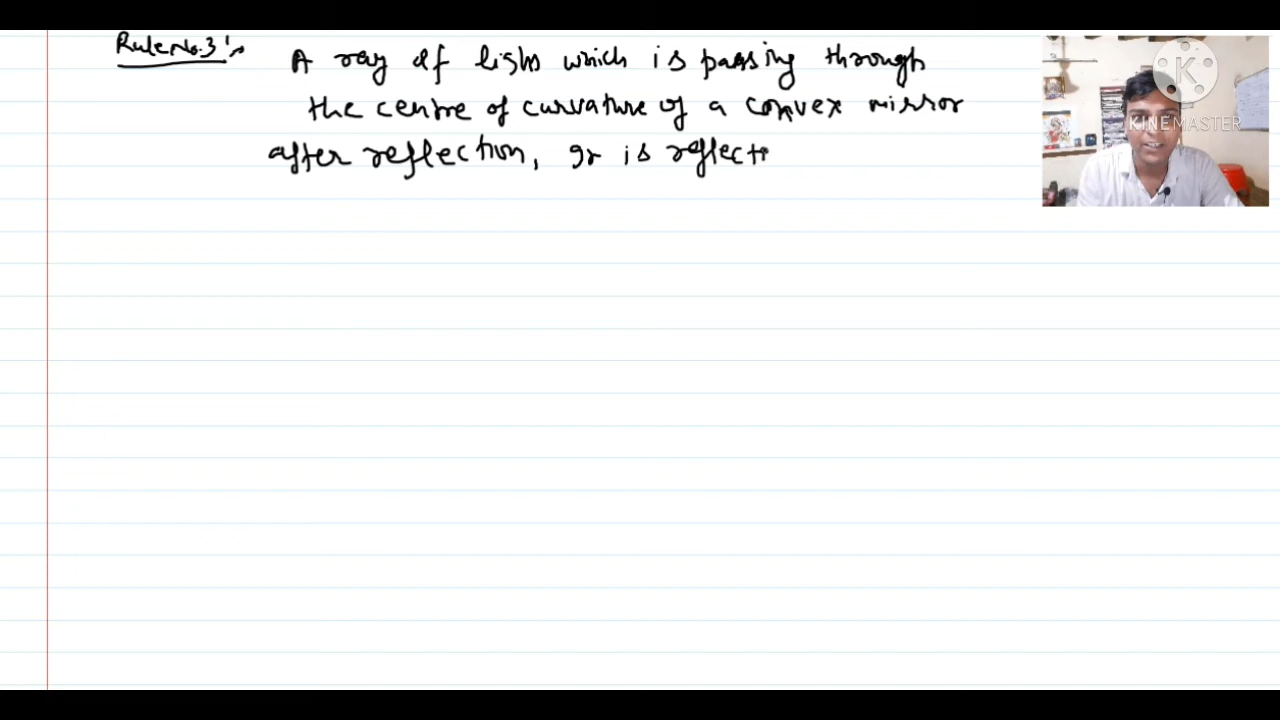 Rule No.3 :
A ray of light which is passing through
the centre of curvature of a convex mirror
after reflection, It is reflect
KINEMASTER